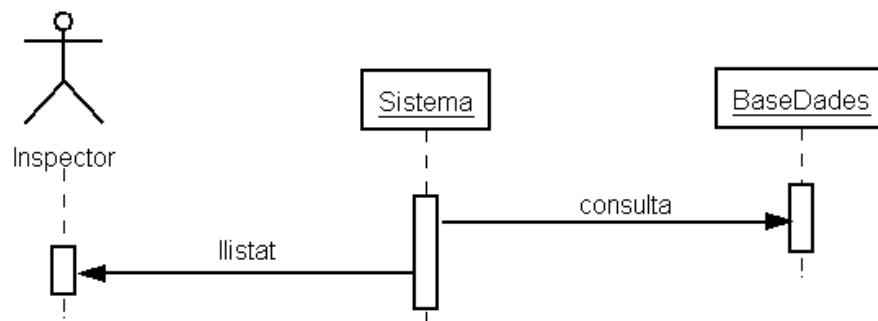 Sistema
BaseDades
Inspector
consulta
llistat